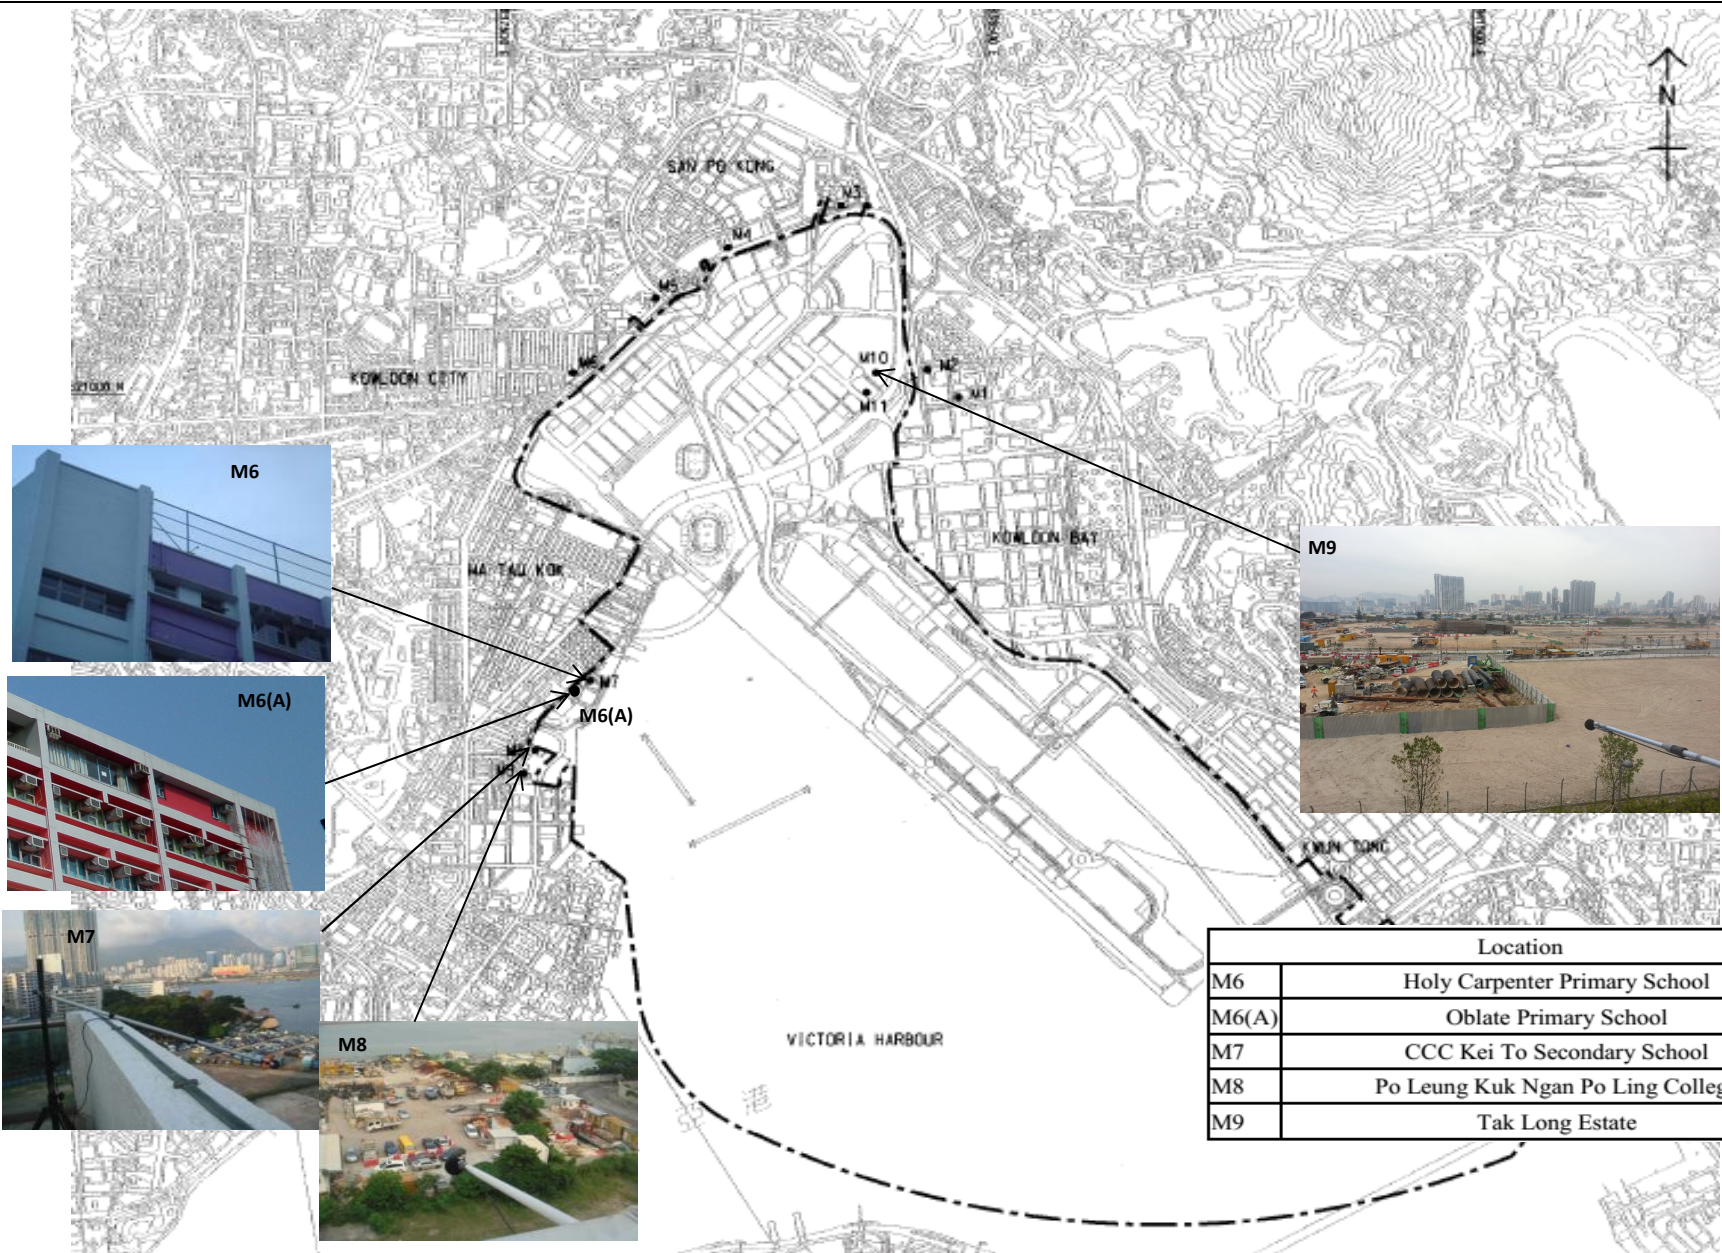 N
SAN PO KONG
M3
M4
M5
M6
KOWLOON CITY
M10
M2
M11
M1
M6
KOWLOON BAY
M9
MA TAU KOK
M7
M6(A)
M6(A)
KWUN TONG
M7
VICTORIA HARBOUR
港
M8
Location
M6 Holy Carpenter Primary School
M6(A) Oblate Primary School
M7 CCC Kei To Secondary School
M8 Po Leung Kuk Ngan Po Ling Colleg
M9 Tak Long Estate